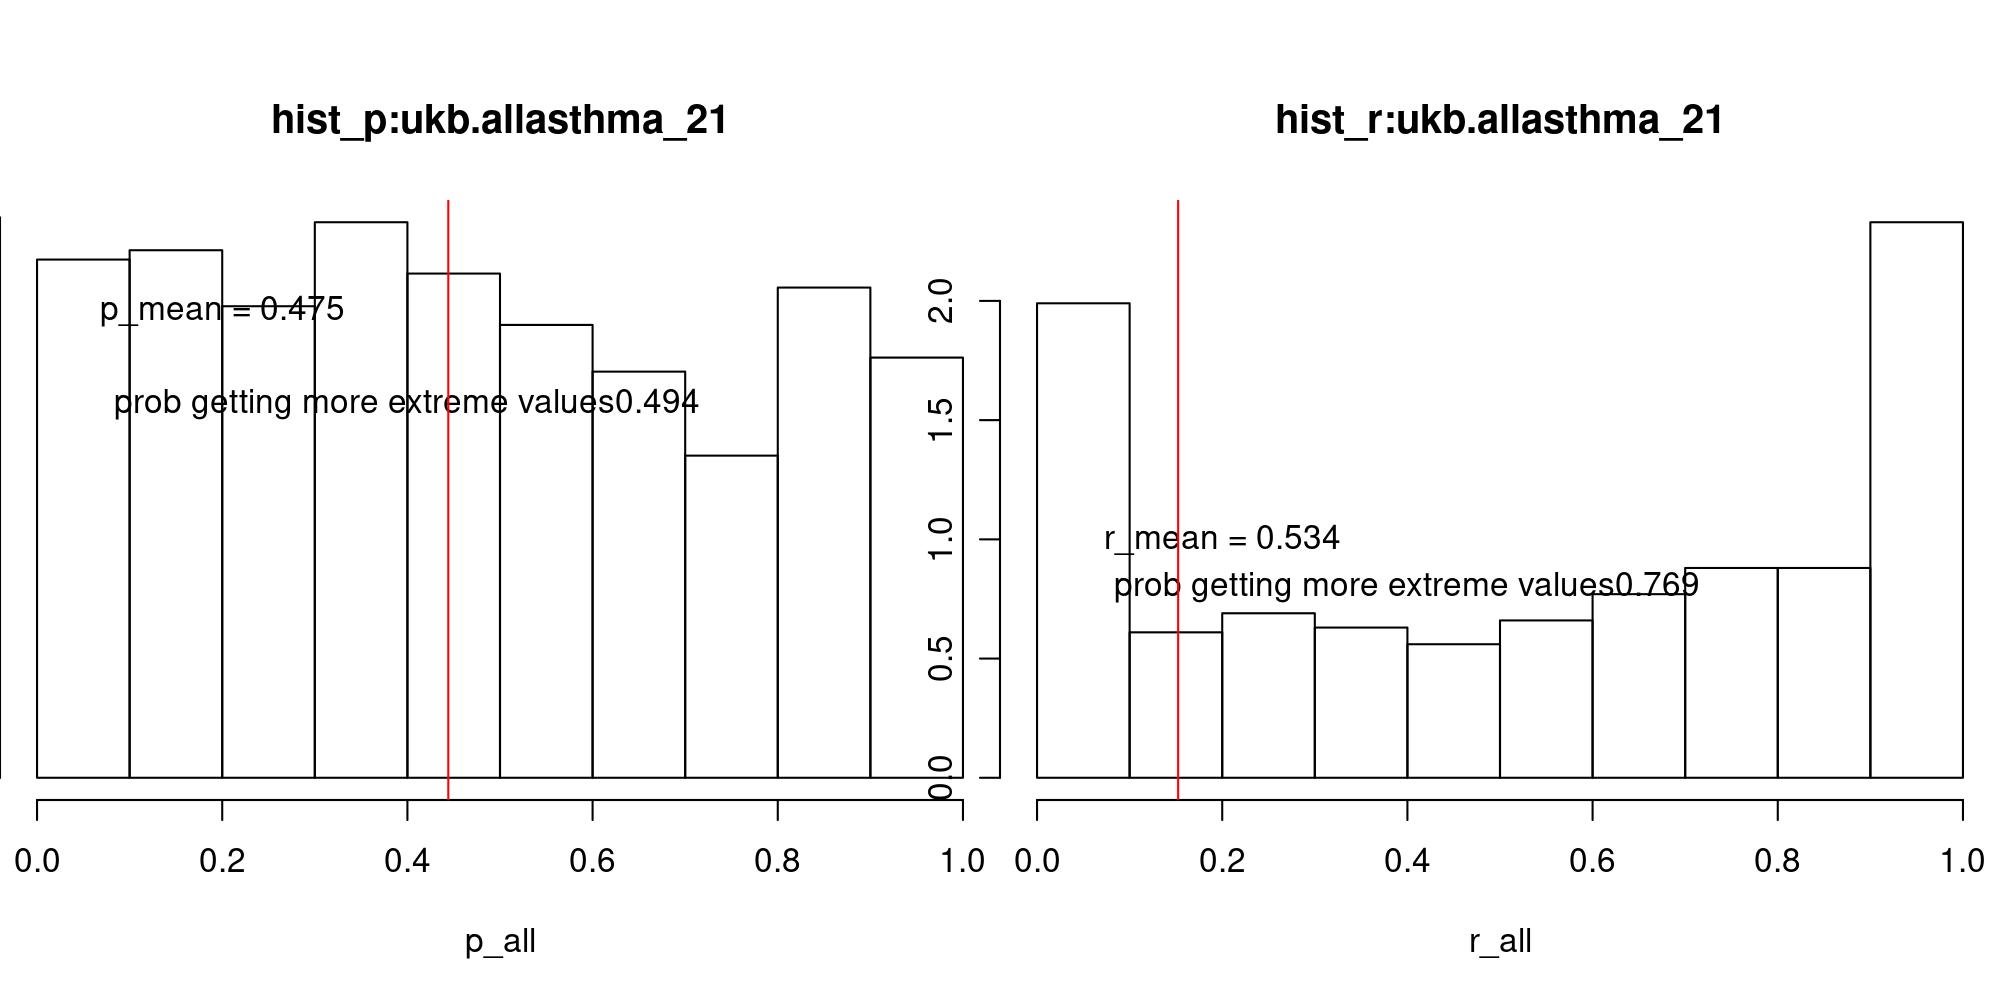 hist_p:ukb.allasthma_21
p_mean = 0.475
prob getting more extreme values0.494
0.0 0.2 0.4 0.6 0.8 1.0
p_all
hist_r:ukb.allasthma_21
2.0
1.5
1.0
0.5
0.0
r_mean = 0.534
prob getting more extreme values0.769
0.0 0.2 0.4 0.6 0.8 1.0
r_all